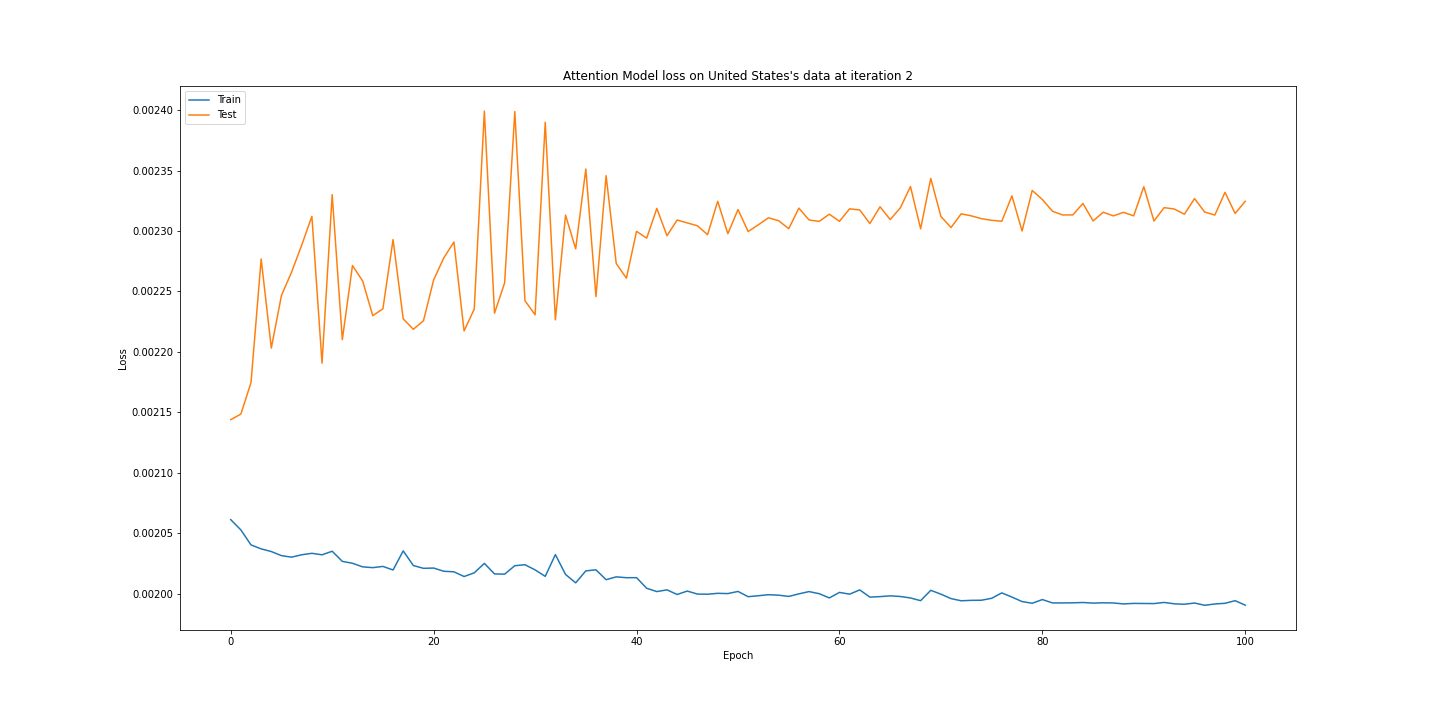 Attention Model loss on United States's data at iteration 2
Train
Test
0.00240
0.00235
0.00230
0.00225
0.00220
0.00215
0.00210
0.00205
0.00200
Loss
0 20 40 60 80 100
Epoch